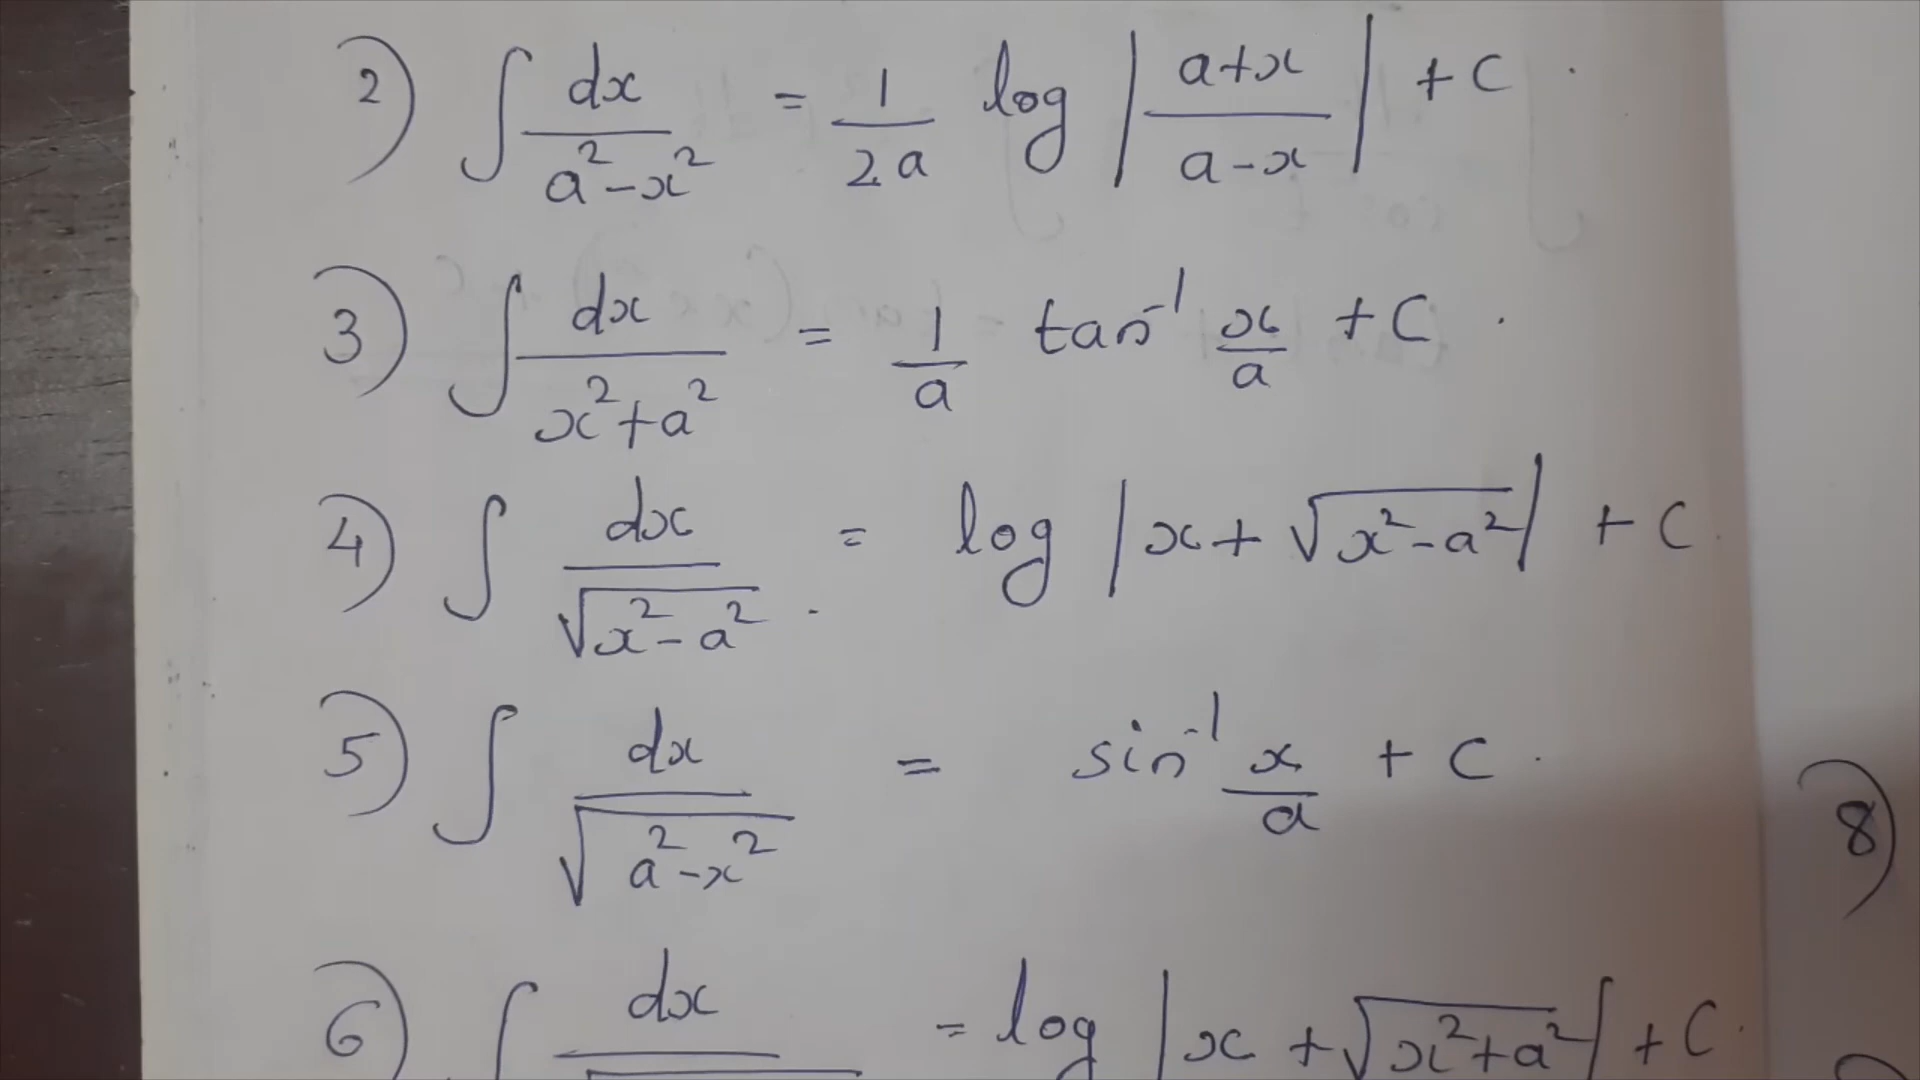 2) ∫ dx / (a² - x²) = 1 / 2a log | (a+x) / (a-x) | + C .
3) ∫ dx / (x² + a²) = 1 / a tan⁻¹ x / a + C .
4) ∫ dx / √(x² - a²) . = log | x + √(x² - a²) | + C .
5) ∫ dx / √(a² - x²) = sin⁻¹ x / a + C .
8)
6) ∫ dx = log | x + √(x² + a²) | + C .